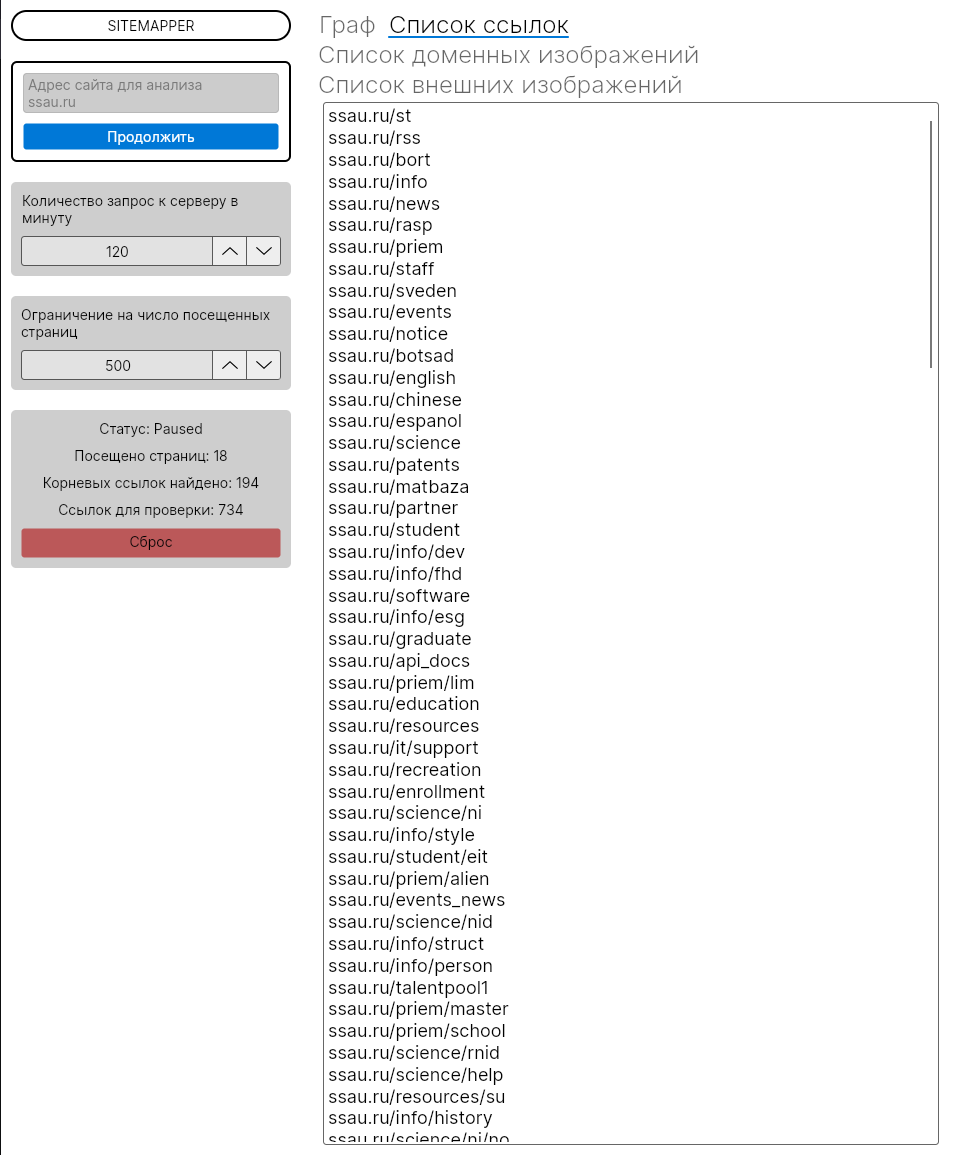 SITEMAPPER
Адрес сайта для анализа
ssau.ru
Продолжить
Количество запрос к серверу в
минуту
120
Ограничение на число посещенных
страниц
500
Статус: Paused
Посещено страниц: 18
Корневых ссылок найдено: 194
Ссылок для проверки: 734
Сброс
Граф Список ссылок
Список доменных изображений
Список внешних изображений
ssau.ru/st
ssau.ru/rss
ssau.ru/bort
ssau.ru/info
ssau.ru/news
ssau.ru/rasp
ssau.ru/priem
ssau.ru/staff
ssau.ru/sveden
ssau.ru/events
ssau.ru/notice
ssau.ru/botsad
ssau.ru/english
ssau.ru/chinese
ssau.ru/espanol
ssau.ru/science
ssau.ru/patents
ssau.ru/matbaza
ssau.ru/partner
ssau.ru/student
ssau.ru/info/dev
ssau.ru/info/fhd
ssau.ru/software
ssau.ru/info/esg
ssau.ru/graduate
ssau.ru/api_docs
ssau.ru/priem/lim
ssau.ru/education
ssau.ru/resources
ssau.ru/it/support
ssau.ru/recreation
ssau.ru/enrollment
ssau.ru/science/ni
ssau.ru/info/style
ssau.ru/student/eit
ssau.ru/priem/alien
ssau.ru/events_news
ssau.ru/science/nid
ssau.ru/info/struct
ssau.ru/info/person
ssau.ru/talentpool1
ssau.ru/priem/master
ssau.ru/priem/school
ssau.ru/science/rnid
ssau.ru/science/help
ssau.ru/resources/su
ssau.ru/info/history
ssau.ru/science/ni/no